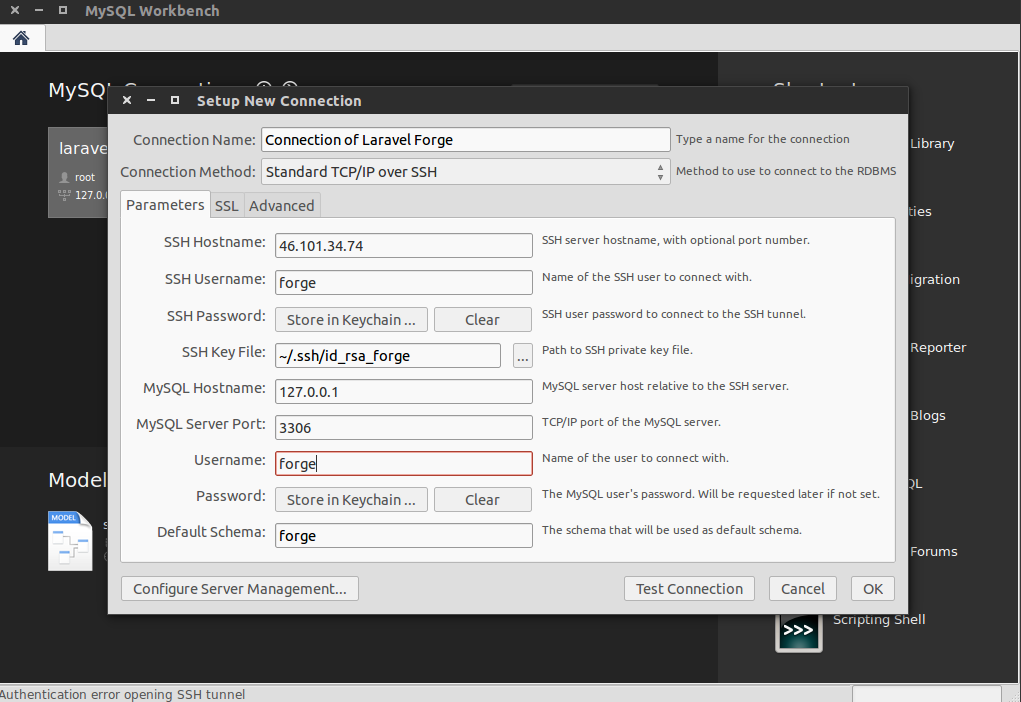 MySQL Workbench
MySQL
Setup New Connection
Connection Name: Connection of Laravel Forge Type a name for the connection
Connection Method: Standard TCP/IP over SSH Method to use to connect to the RDBMS
Parameters SSL Advanced
SSH Hostname: 46.101.34.74 SSH server hostname, with optional port number.
SSH Username: forge Name of the SSH user to connect with.
SSH Password: Store in Keychain ... Clear SSH user password to connect to the SSH tunnel.
SSH Key File: ~/.ssh/id_rsa_forge ... Path to SSH private key file.
MySQL Hostname: 127.0.0.1 MySQL server host relative to the SSH server.
MySQL Server Port: 3306 TCP/IP port of the MySQL server.
Username: forge Name of the user to connect with.
Password: Store in Keychain ... Clear The MySQL user's password. Will be requested later if not set.
Default Schema: forge The schema that will be used as default schema.
Configure Server Management... Test Connection Cancel OK
larave
root
127.0.
Model
MODEL
Library
ties
igration
Reporter
Blogs
QL
Forums
>>> Scripting Shell
Authentication error opening SSH tunnel